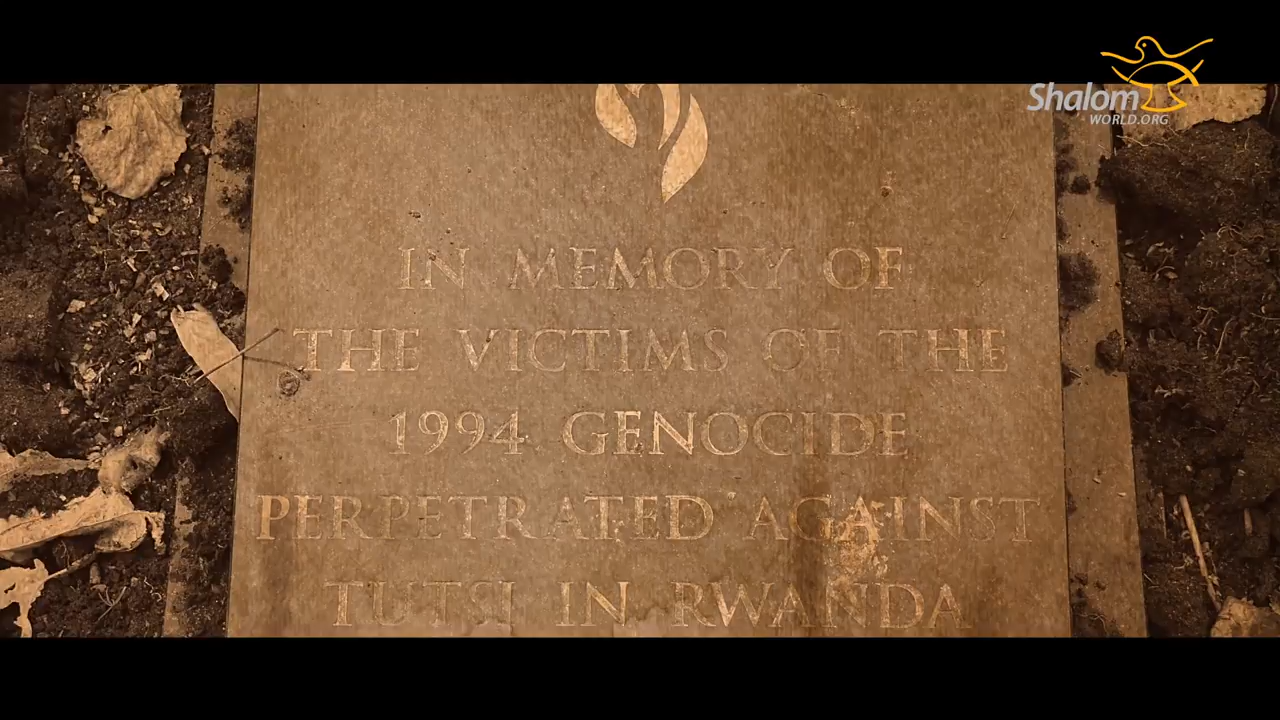 Shalom
WORLD.ORG
IN MEMORY OF
THE VICTIMS OF THE
1994 GENOCIDE
PERPETRATED AGAINST
TUTSI IN RWANDA